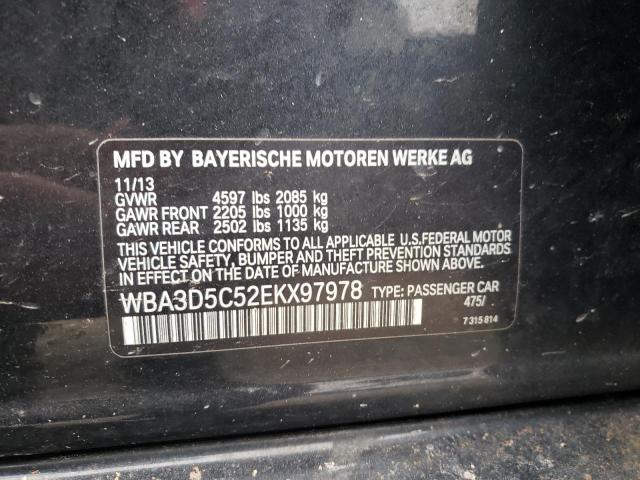 MFD BY BAYERISCHE MOTOREN WERKE AG
11/13
GVWR 4597 lbs 2085 kg
GAWR FRONT 2205 lbs 1000 kg
GAWR REAR 2502 lbs 1135 kg
THIS VEHICLE CONFORMS TO ALL APPLICABLE U.S.FEDERAL MOTOR
VEHICLE SAFETY, BUMPER AND THEFT PREVENTION STANDARDS
IN EFFECT ON THE DATE OF MANUFACTURE SHOWN ABOVE.
WBA3D5C52EKX97978 TYPE: PASSENGER CAR
475/
7 315 814